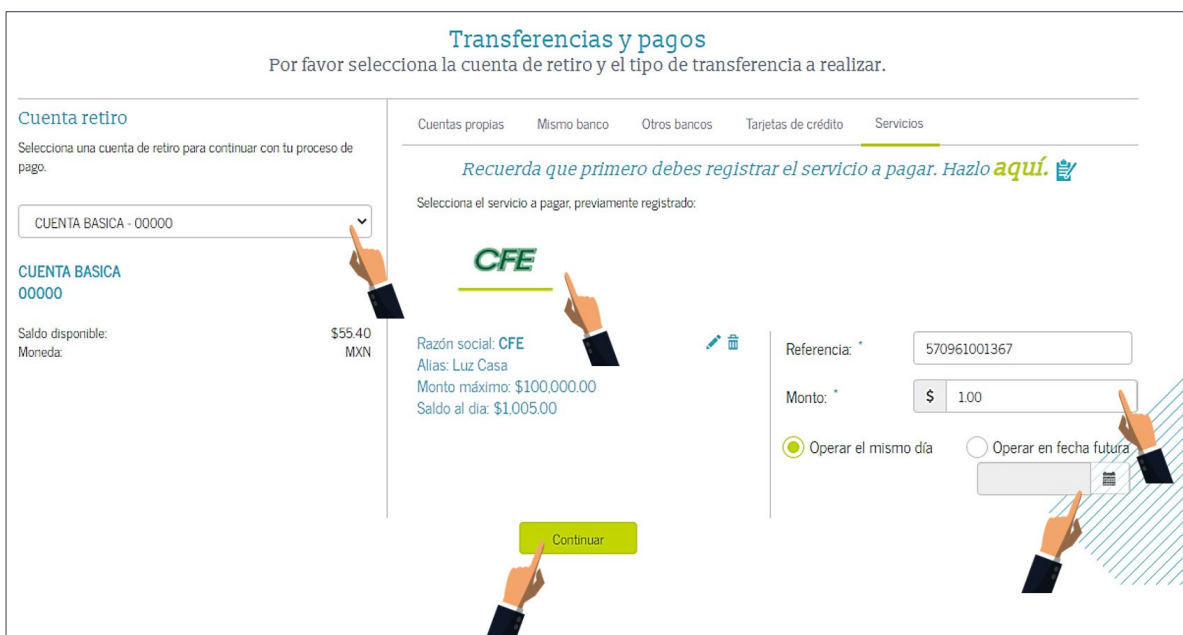 Transferencias y pagos
Por favor selecciona la cuenta de retiro y el tipo de transferencia a realizar.
Cuenta retiro
Selecciona una cuenta de retiro para continuar con tu proceso de
pago.
CUENTA BASICA - 00000
CUENTA BASICA
00000
Saldo disponible: $55.40
Moneda: MXN
Cuentas propias Mismo banco Otros bancos Tarjetas de crédito Servicios
Recuerda que primero debes registrar el servicio a pagar. Hazlo aquí.
Selecciona el servicio a pagar, previamente registrado:
CFE
Razón social: CFE
Alias: Luz Casa
Monto máximo: $100,000.00
Saldo al dia: $1,005.00
Referencia: * 570961001367
Monto: * $ 1.00
Operar el mismo día Operar en fecha futura
Continuar